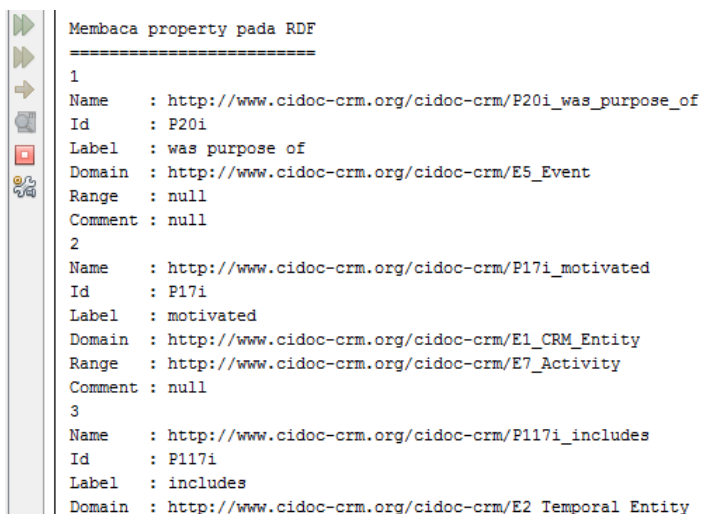 Membaca property pada RDF
==========================
1
Name    : http://www.cidoc-crm.org/cidoc-crm/P20i_was_purpose_of
Id      : P20i
Label   : was purpose of
Domain  : http://www.cidoc-crm.org/cidoc-crm/E5_Event
Range   : null
Comment : null
2
Name    : http://www.cidoc-crm.org/cidoc-crm/P17i_motivated
Id      : P17i
Label   : motivated
Domain  : http://www.cidoc-crm.org/cidoc-crm/E1_CRM_Entity
Range   : http://www.cidoc-crm.org/cidoc-crm/E7_Activity
Comment : null
3
Name    : http://www.cidoc-crm.org/cidoc-crm/P117i_includes
Id      : P117i
Label   : includes
Domain  : http://www.cidoc-crm.org/cidoc-crm/E2_Temporal_Entity